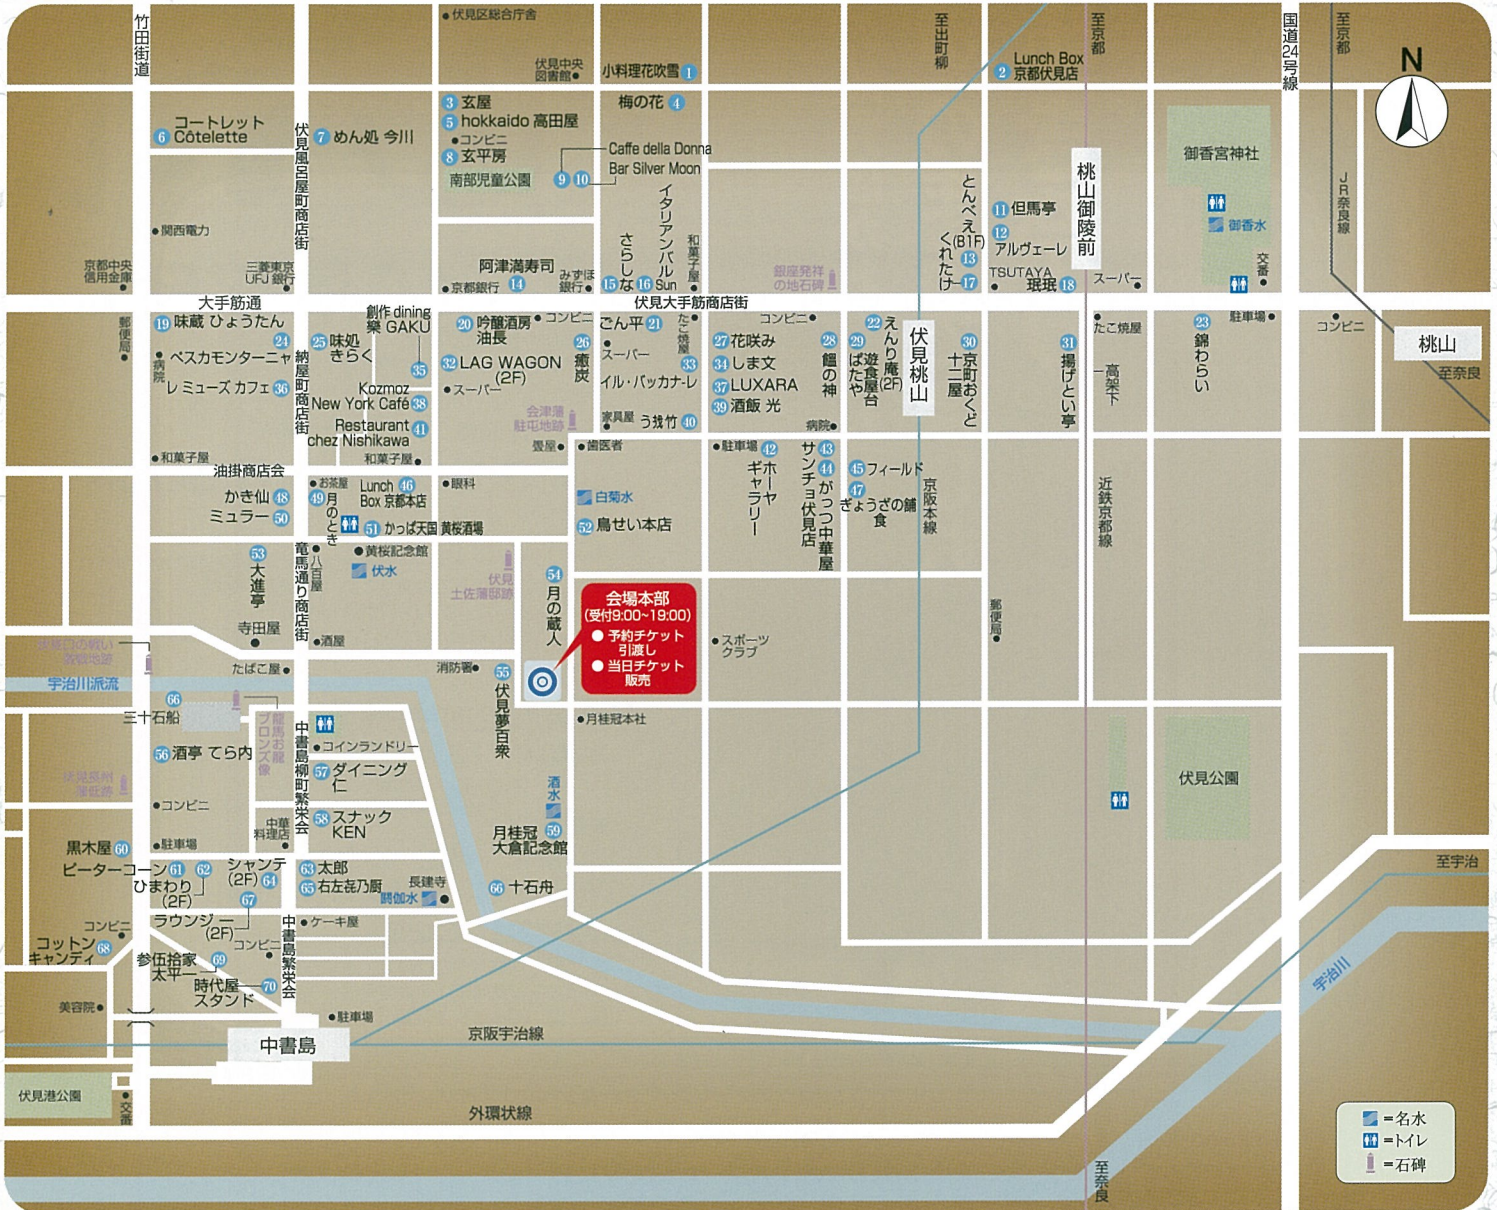 竹田街道
伏見区総合庁舎
伏見中央
図書館
小料理花吹雪 1
至出町柳
2 Lunch Box
京都伏見店
至京都
国道24号線
至京都
N
6 コートレット
Côtelette
伏見風呂屋町商店街
7 めん処 今川
3 玄屋
5 hokkaido 高田屋
コンビニ
8 玄平房
南部児童公園
9 10
Caffe della Donna
Bar Silver Moon
梅の花 4
御香宮神社
御香水
桃山御陵前
JR奈良線
関西電力
京都中央
信用金庫
三菱東京
UFJ 銀行
阿津満寿司
14
京都銀行
みずほ
銀行
さらしな
15
イタリアンバル
16 Sun
和菓子屋
銀座発祥
の地石碑
とんぺえ
(B1F)
13
くれたけ
17
11 但馬亭
12
アルヴェーレ
TSUTAYA
珉珉 18
スーパー
交番
大手筋通
伏見大手筋商店街
郵便局
19 味蔵 ひょうたん
24
ペスカモンターニャ
病院
レミューズ カフェ 36
納屋町商店街
創作 dining
樂 GAKU
25 味処
きらく
35
Kozmoz
New York Café 38
Restaurant 41
chez Nishikawa
和菓子屋
20 吟醸酒房
油長
コンビニ
32 LAG WAGON
(2F)
スーパー
26
癒炭
会津藩
駐屯地跡
畳屋
ごん平 21
たこ焼屋
スーパー
33
イル・バッカナーレ
家具屋
う残竹 40
コンビニ
27 花咲み
34 しま文
37 LUXARA
39 酒飯 光
28
餛の神
病院
22
えんり庵
(2F)
29
遊食屋台
ぱたや
伏見桃山
30
京町おくど
十二屋
31
揚げとい亭
たこ焼屋
高架下
23
錦わらい
駐車場
コンビニ
桃山
至奈良
和菓子屋
油掛商店会
かき仙 48
ミュラー 50
お茶屋
49
月のとき
Lunch 46
Box 京都本店
51 かっぱ天国 黄桜酒場
眼科
歯医者
白菊水
52 鳥せい本店
駐車場 42
ホーヤ
ギャラリー
43
サンチョ伏見店
44
がっつ中華屋
45 フィールド
47
ぎょうざの舗
食
京阪本線
近鉄京都線
53
大進亭
寺田屋
竜馬通り商店街
八百屋
酒屋
黄桜記念館
伏水
伏見
土佐藩邸跡
54
月の蔵人
会場本部
(受付9:00~19:00)
予約チケット
引渡し
当日チケット
販売
スポーツ
クラブ
郵便局
たばこ屋
宇治川派流
66
三十石船
消防署
55
伏見夢百衆
月桂冠本社
龍馬お龍
ブロンズ像
56 酒亭 てら内
中書島柳町繁栄会
コインランドリー
57 ダイニング
仁
58 スナック
KEN
コンビニ
中華
料理店
駐車場
酒水
59
月桂冠
大倉記念館
伏見公園
黒木屋 60
ピーターコーン 61
62
ひまわり
(2F)
シャンテ
(2F) 64
63 太郎
65 右左㐂乃厨
長建寺
閼伽水
66 十石舟
67
ラウンジー
(2F)
コンビニ
コットン
キャンディ 68
コンビニ
ケーキ屋
中書島繁栄会
参伍拾家
太平一
69
時代屋 70
スタンド
美容院
駐車場
中書島
京阪宇治線
至宇治
宇治川
伏見港公園
交番
外環状線
至奈良
=名水
=トイレ
=石碑